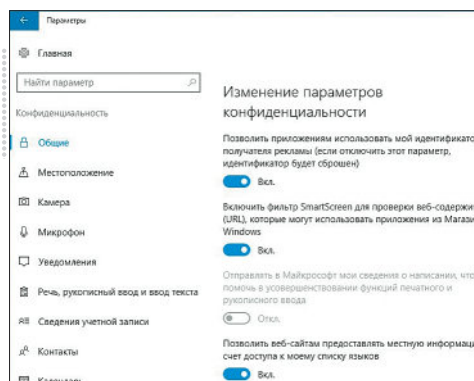 Параметры
Главная
Найти параметр
Конфиденциальность
Общие
Местоположение
Камера
Микрофон
Уведомления
Речь, рукописный ввод и ввод текста
Сведения учетной записи
Контакты
Календарь
Изменение параметров
конфиденциальности
Позволить приложениям использовать мой идентификато
получателя рекламы (если отключить этот параметр,
идентификатор будет сброшен)
Вкл.
Включить фильтр SmartScreen для проверки веб-содержи
(URL), которые могут использовать приложения из Магази
Windows
Вкл.
Отправлять в Майкрософт мои сведения о написании, что
помочь в усовершенствовании функций печатного и
рукописного ввода
Откл.
Позволить веб-сайтам предоставлять местную информаци
счет доступа к моему списку языков
Вкл.